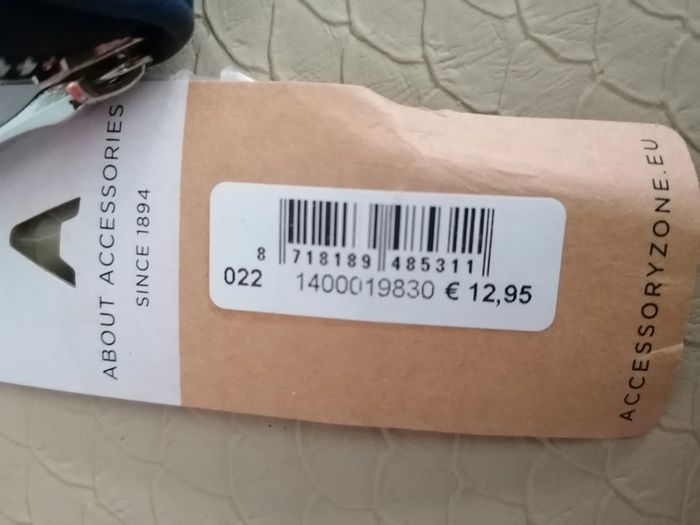 A
ABOUT ACCESSORIES
SINCE 1894
8 718189 485311
022 1400019830 € 12,95
ACCESSORYZONE.EU